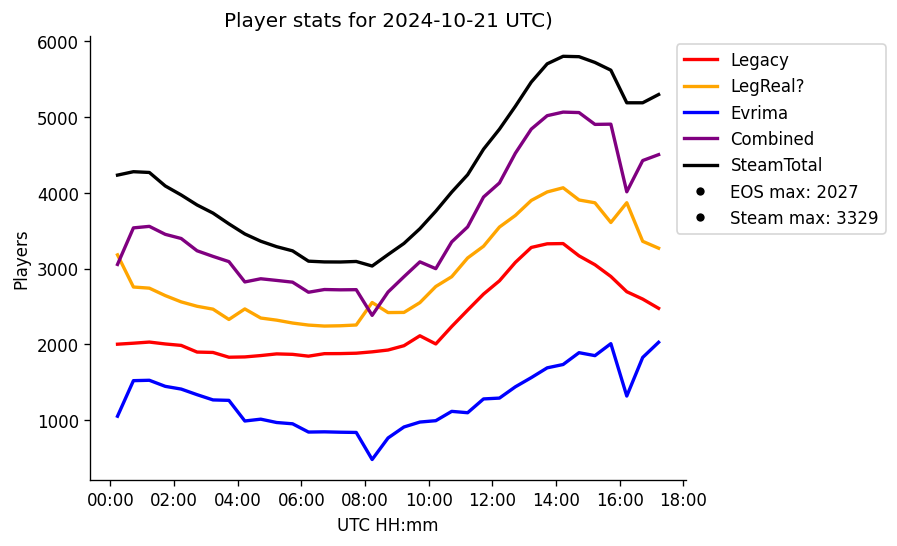 Player stats for 2024-10-21 UTC)
6000
5000
4000
3000
2000
1000
Players
00:00 02:00 04:00 06:00 08:00 10:00 12:00 14:00 16:00 18:00
UTC HH:mm
Legacy
LegReal?
Evrima
Combined
SteamTotal
EOS max: 2027
Steam max: 3329